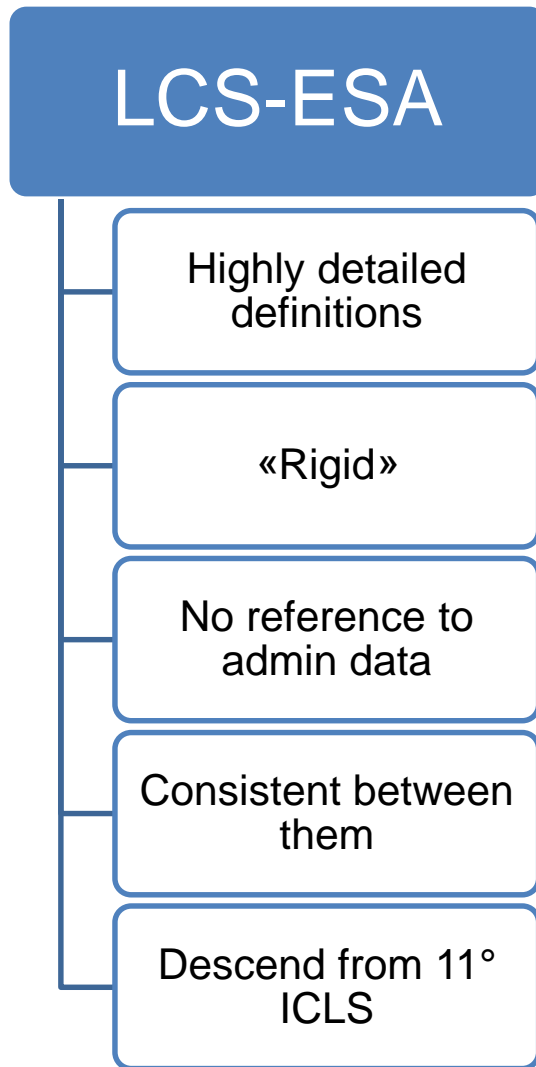 LCS-ESA
Highly detailed
definitions
«Rigid»
No reference to
admin data
Consistent between
them
Descend from 11°
ICLS